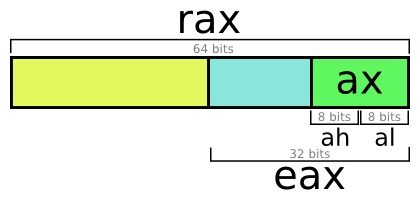 rax
64 bits
ax
8 bits 8 bits
ah al
32 bits
eax